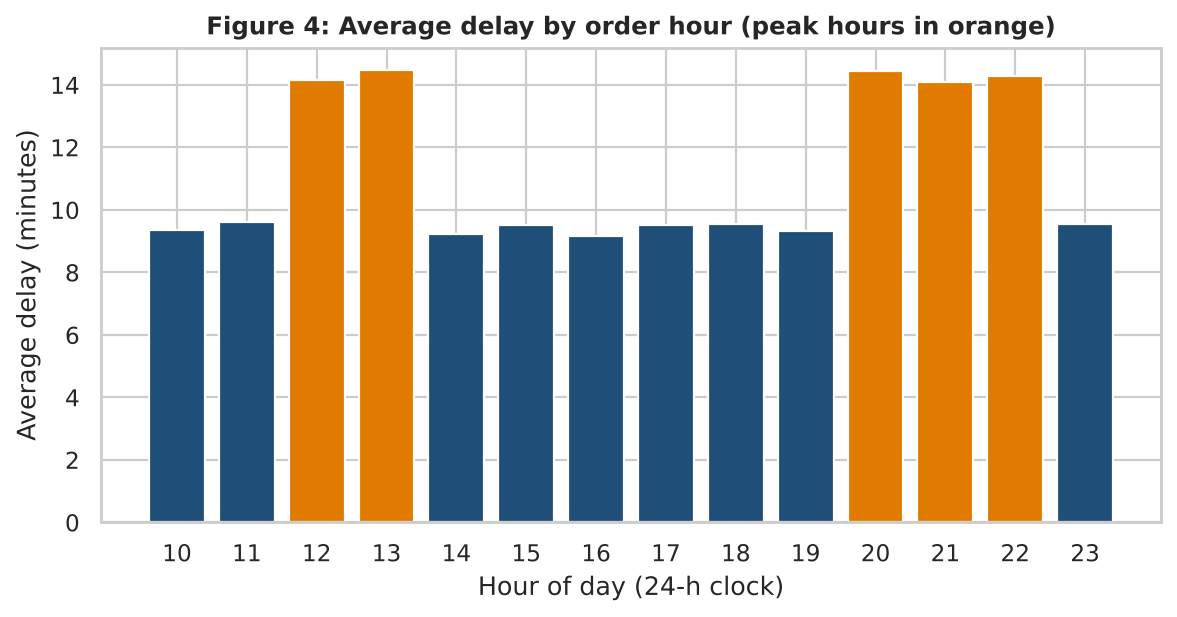 Figure 4: Average delay by order hour (peak hours in orange)
Average delay (minutes)
14
12
10
8
6
4
2
0
10 11 12 13 14 15 16 17 18 19 20 21 22 23
Hour of day (24-h clock)